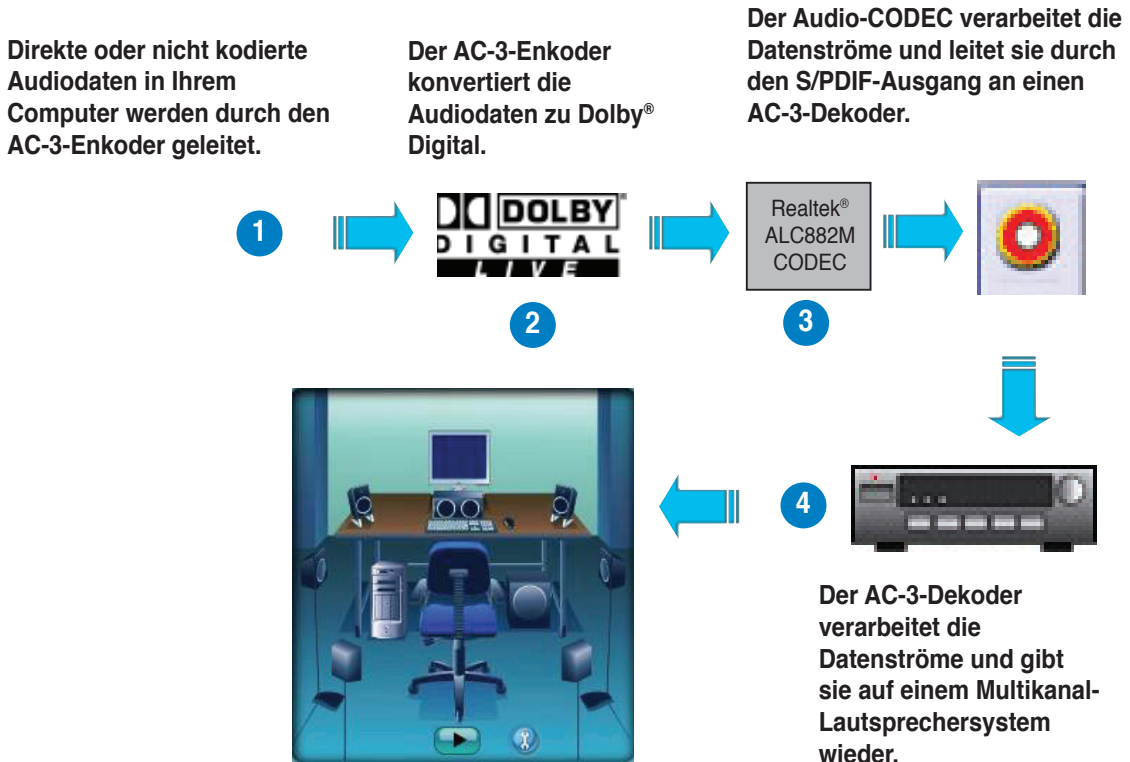 Direkte oder nicht kodierte
Audiodaten in Ihrem
Computer werden durch den
AC-3-Enkoder geleitet.
Der AC-3-Enkoder
konvertiert die
Audiodaten zu Dolby®
Digital.
Der Audio-CODEC verarbeitet die
Datenströme und leitet sie durch
den S/PDIF-Ausgang an einen
AC-3-Dekoder.
1
DOLBY®
DIGITAL
LIVE
2
Realtek®
ALC882M
CODEC
3
4
Der AC-3-Dekoder
verarbeitet die
Datenströme und gibt
sie auf einem Multikanal-
Lautsprechersystem
wieder.